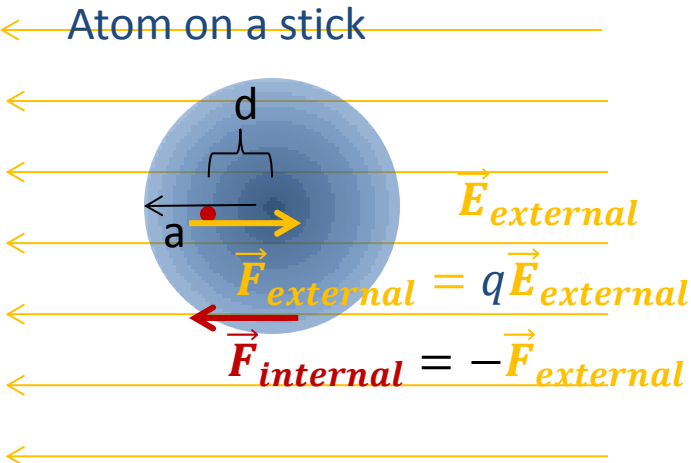 Atom on a stick
d
a
E⃗external
F⃗external = qE⃗external
F⃗internal = −F⃗external